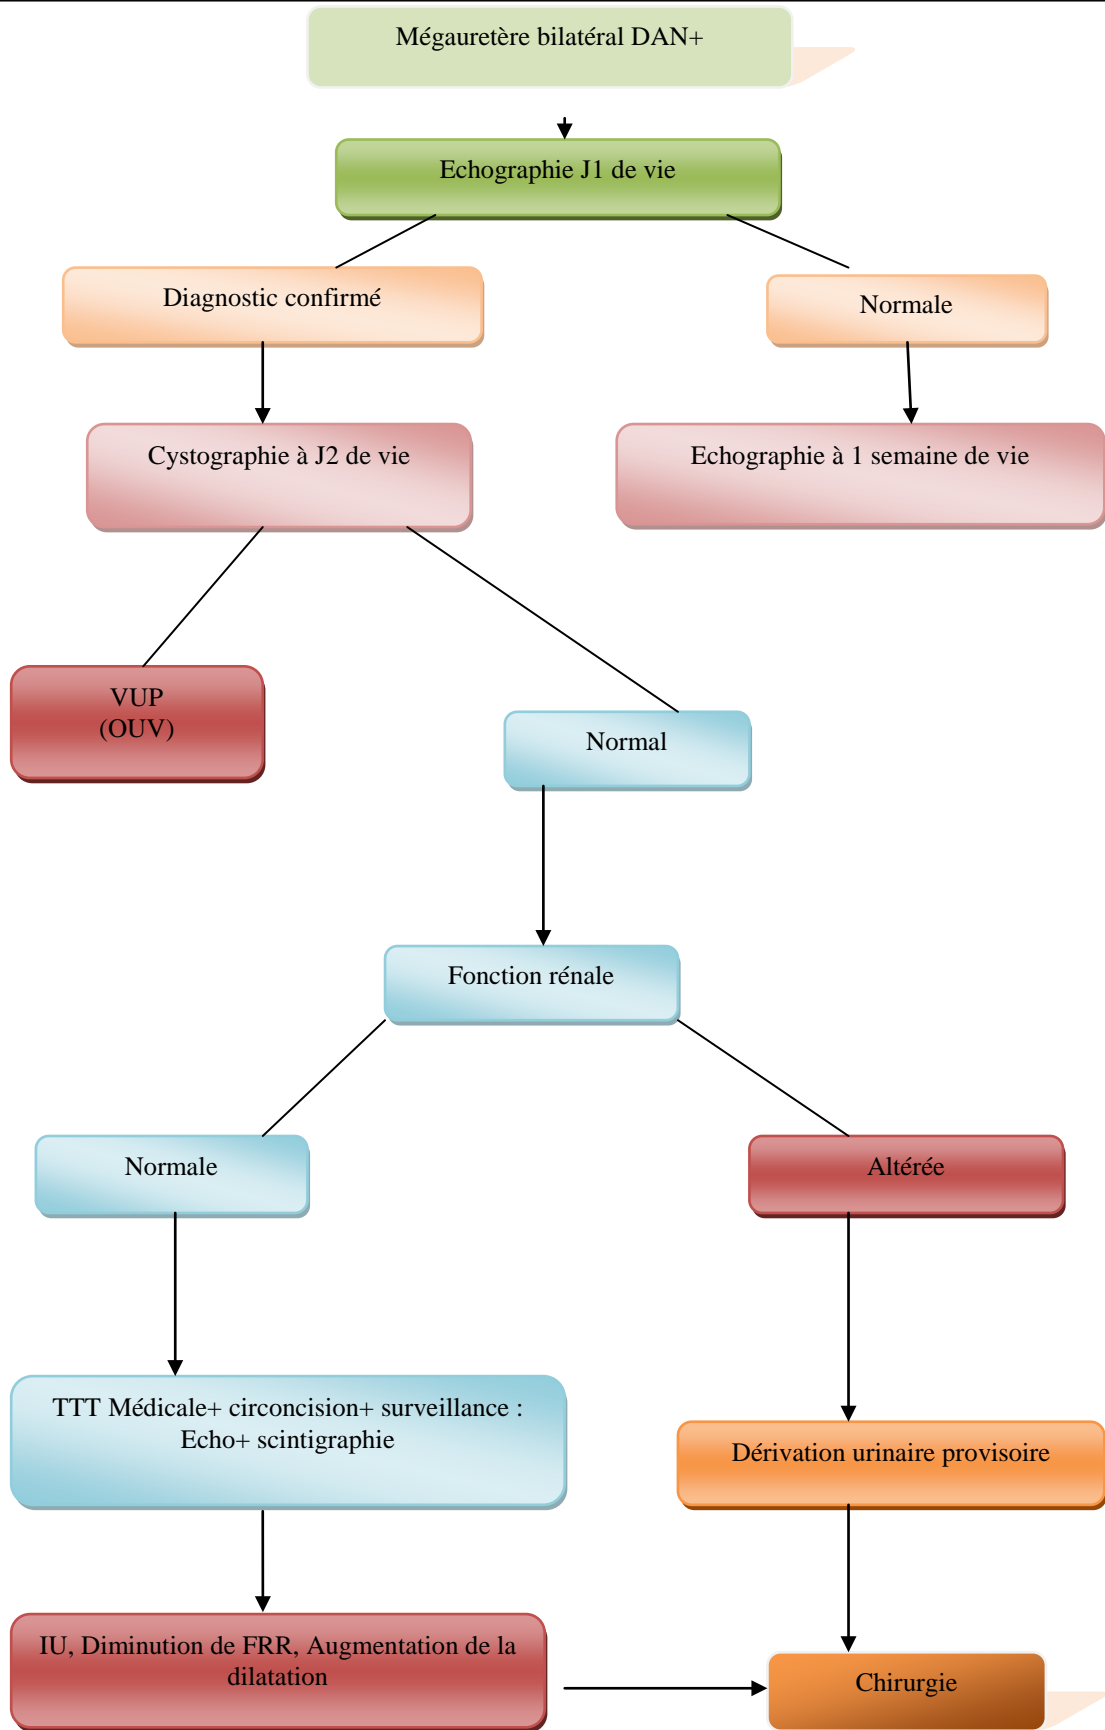 Mégauretère bilatéral DAN+
Echographie J1 de vie
Diagnostic confirmé
Normale
Cystographie à J2 de vie
Echographie à 1 semaine de vie
VUP
(OUV)
Normal
Fonction rénale
Normale
Altérée
TTT Médicale+ circoncision+ surveillance :
Echo+ scintigraphie
Dérivation urinaire provisoire
IU, Diminution de FRR, Augmentation de la
dilatation
Chirurgie